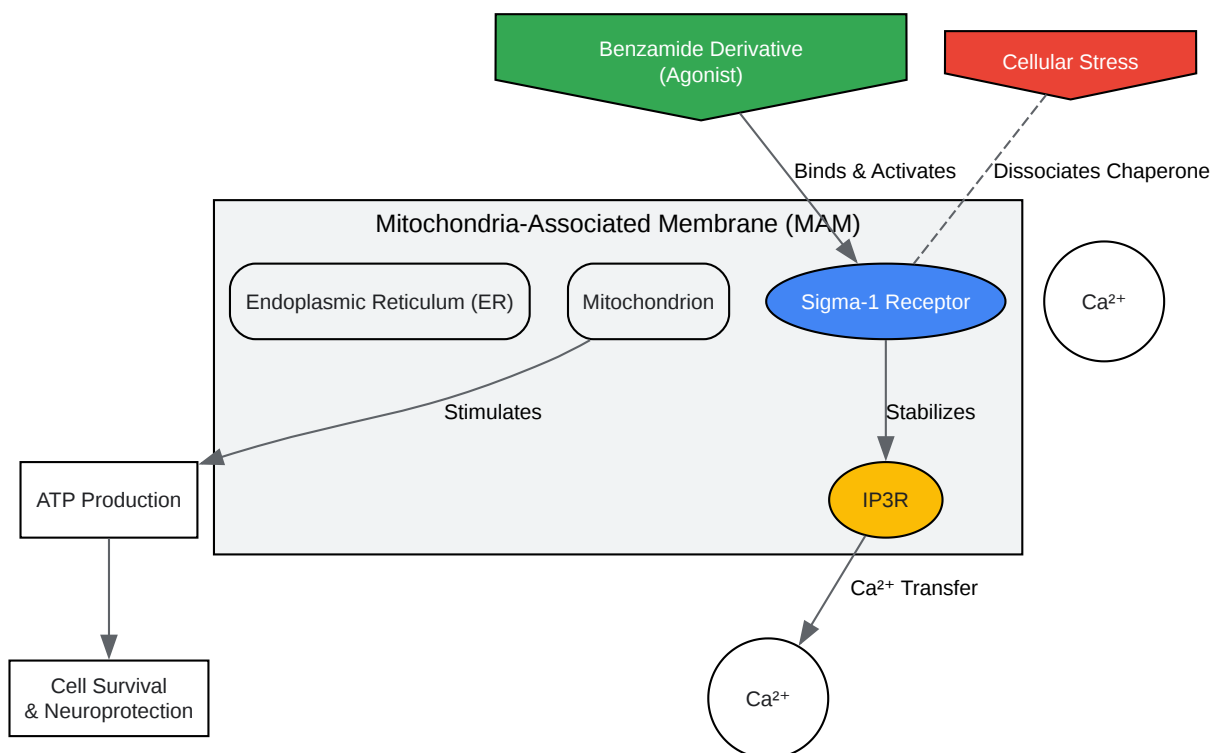 Benzamide Derivative
(Agonist)
Cellular Stress
Binds & Activates
Dissociates Chaperone
Mitochondria-Associated Membrane (MAM)
Endoplasmic Reticulum (ER)
Mitochondrion
Sigma-1 Receptor
Ca²⁺
Stimulates
Stabilizes
ATP Production
IP3R
Ca²⁺ Transfer
Cell Survival
& Neuroprotection
Ca²⁺